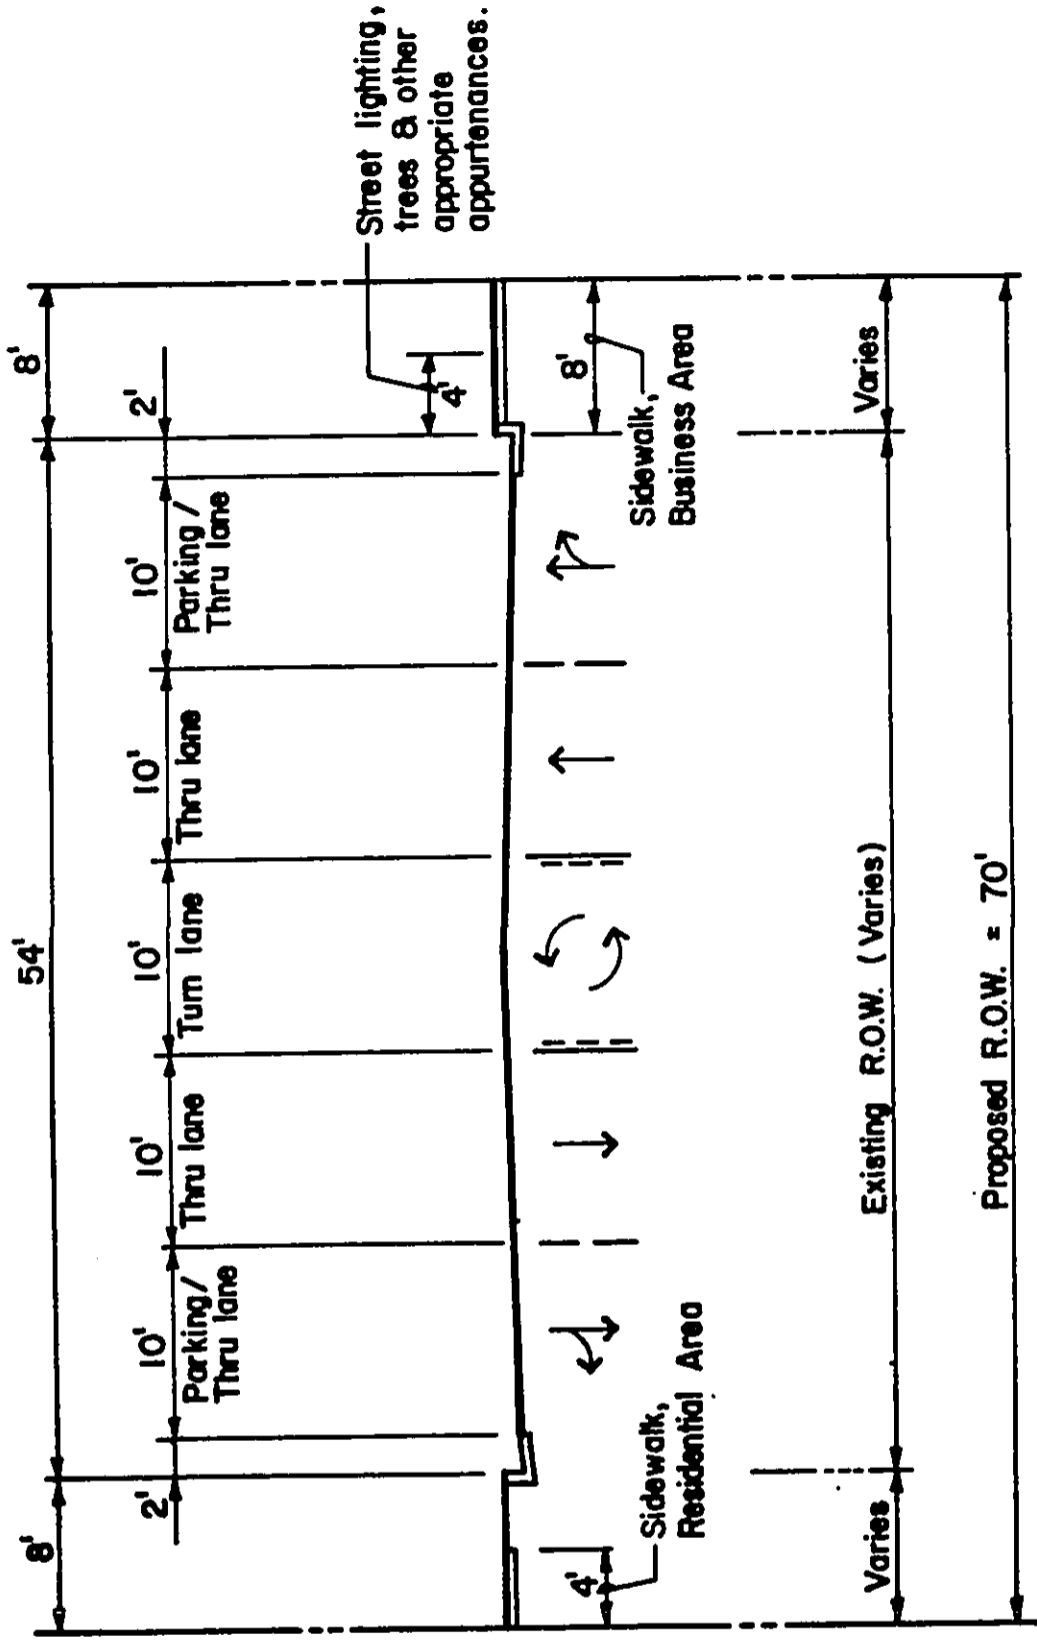 8'
54'
8'
2'
10'
Parking/
Thru lane
10'
Thru lane
10'
Turn lane
10'
Thru lane
10'
Parking /
Thru lane
2'
Street lighting,
trees & other
appropriate
appurtenances.
4'
4'
Sidewalk,
Residential Area
8'
Sidewalk,
Business Area
Varies
Existing R.O.W. (Varies)
Varies
Proposed R.O.W. = 70'